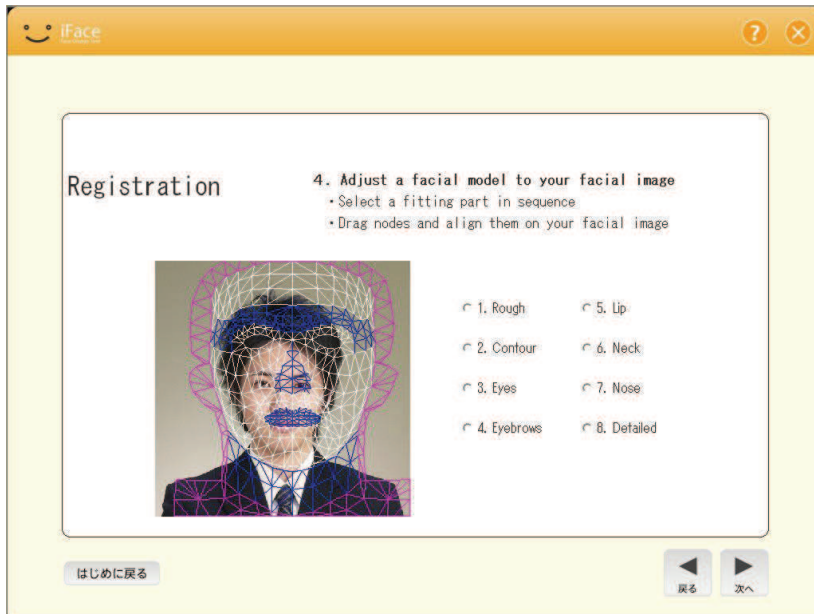 iFace
Registration
4. Adjust a facial model to your facial image
・Select a fitting part in sequence
・Drag nodes and align them on your facial image
1. Rough
5. Lip
2. Contour
6. Neck
3. Eyes
7. Nose
4. Eyebrows
8. Detailed
はじめに戻る
戻る
次へ